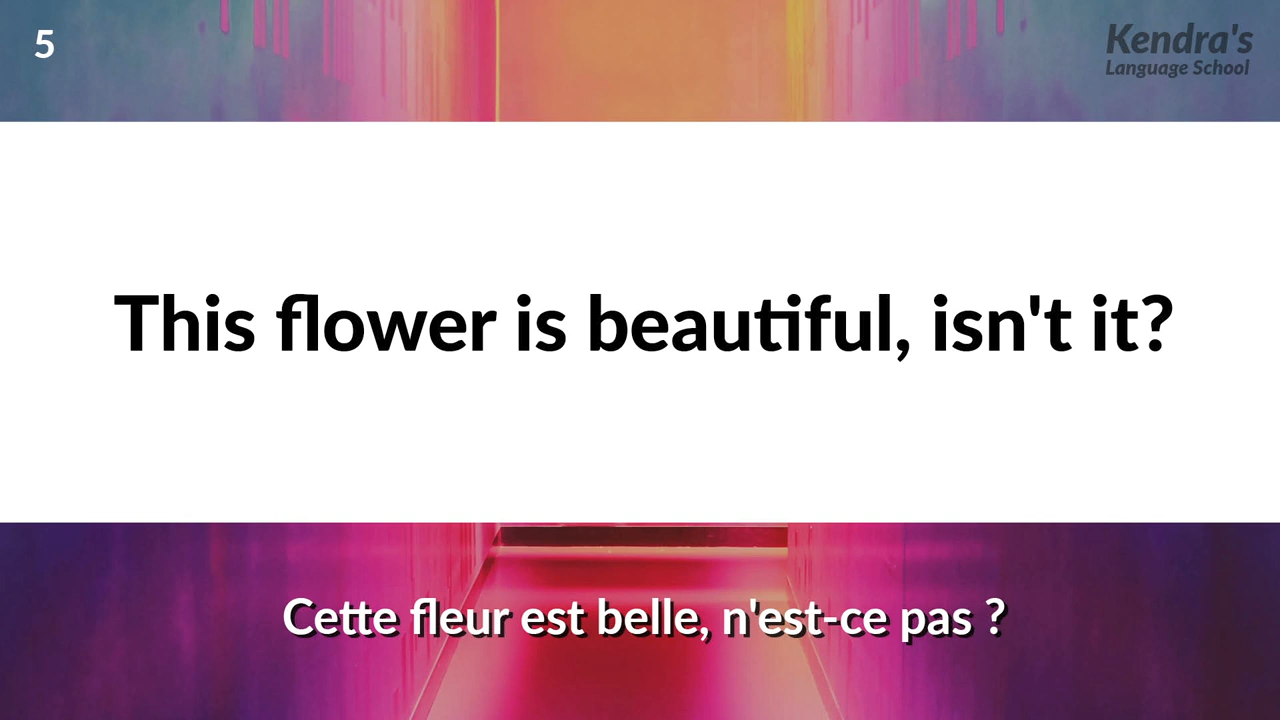 5
Kendra's
Language School
This flower is beautiful, isn't it?
Cette fleur est belle, n'est-ce pas ?